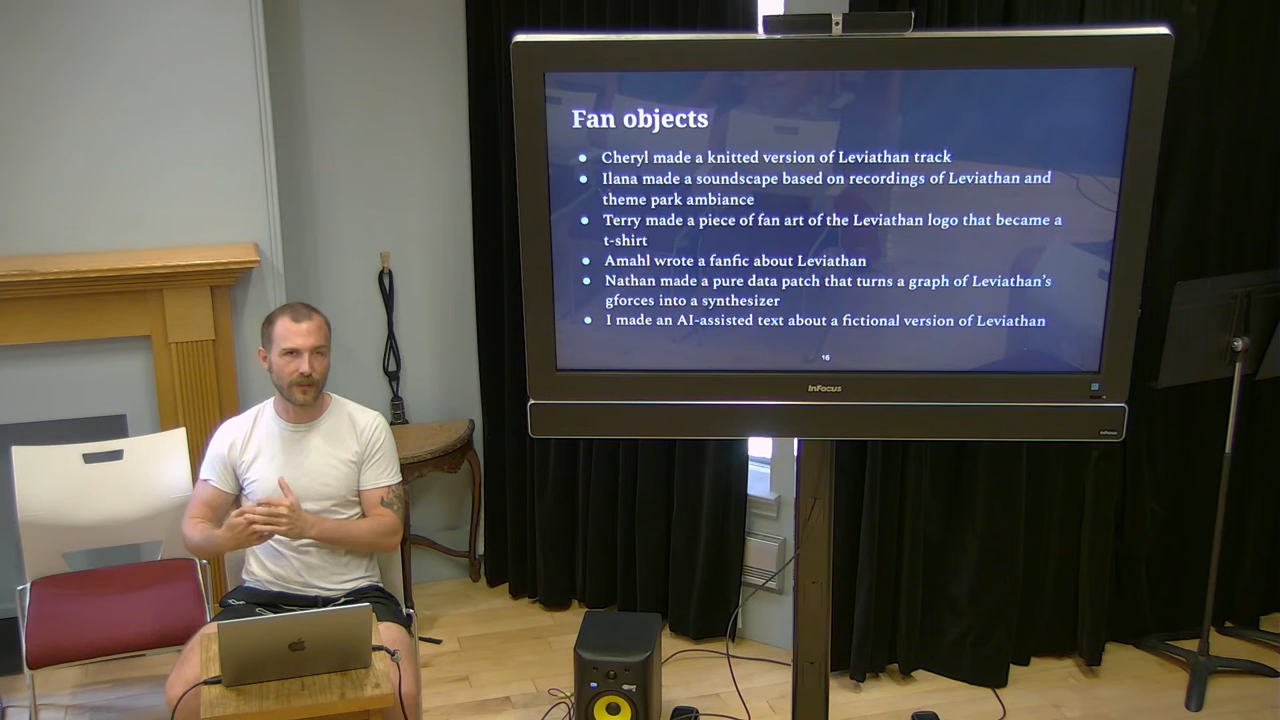 Fan objects
● Cheryl made a knitted version of Leviathan track
● Ilana made a soundscape based on recordings of Leviathan and
theme park ambiance
● Terry made a piece of fan art of the Leviathan logo that became a
t-shirt
● Amahl wrote a fanfic about Leviathan
● Nathan made a pure data patch that turns a graph of Leviathan's
gforces into a synthesizer
● I made an AI-assisted text about a fictional version of Leviathan
16
InFocus
InFocus